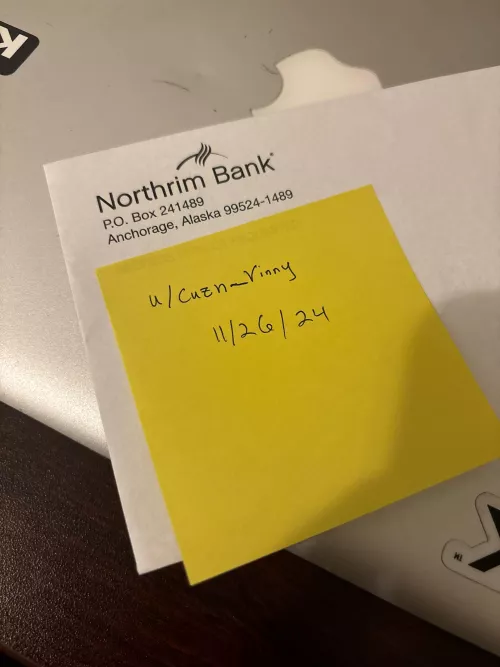 Northrim Bank
P.O. Box 241489
Anchorage, Alaska 99524-1489
u/cuzn_vinny
11/26/24
K